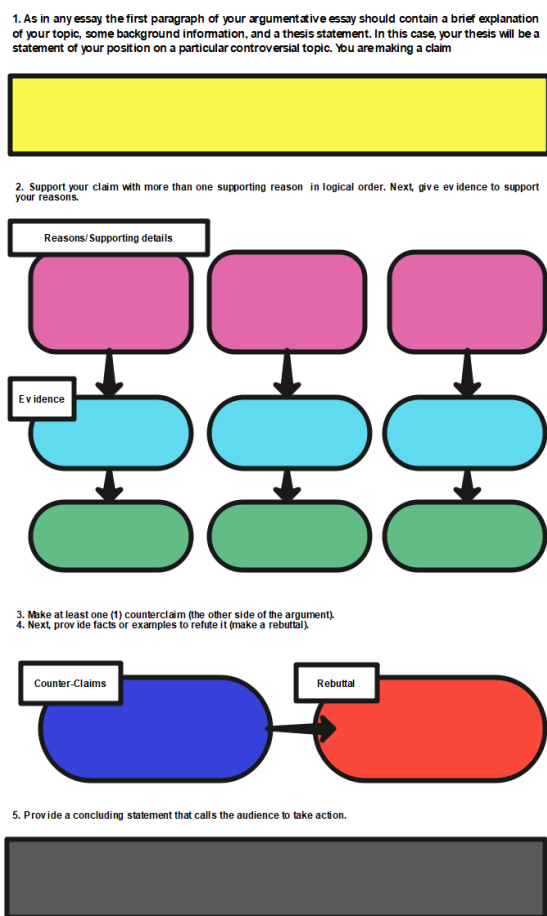 1. As in any essay, the first paragraph of your argumentative essay should contain a brief explanation
of your topic, some background information, and a thesis statement. In this case, your thesis will be a
statement of your position on a particular controversial topic. You are making a claim
2. Support your claim with more than one supporting reason in logical order. Next, give evidence to support
your reasons.
Reasons/Supporting details
Evidence
3. Make at least one (1) counterclaim (the other side of the argument).
4. Next, provide facts or examples to refute it (make a rebuttal).
Counter-Claims
Rebuttal
5. Provide a concluding statement that calls the audience to take action.